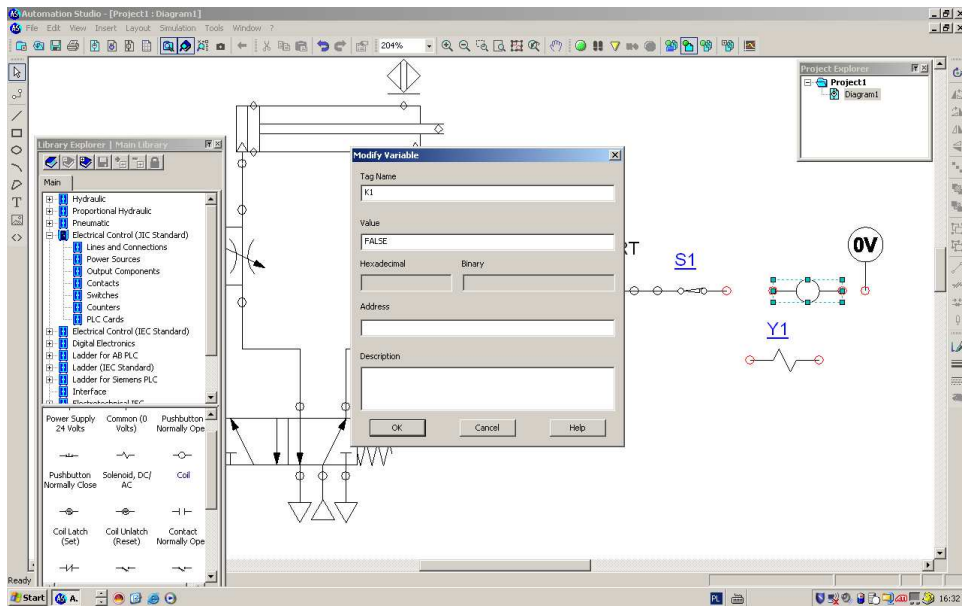 Automation Studio - [Project1 : Diagram1]
File Edit View Insert Layout Simulation Tools Window ?
204%
Project Explorer
Project1
Diagram1
Library Explorer | Main Library
Main
Hydraulic
Proportional Hydraulic
Pneumatic
Electrical Control (JIC Standard)
Lines and Connections
Power Sources
Output Components
Contacts
Switches
Counters
PLC Cards
Electrical Control (IEC Standard)
Digital Electronics
Ladder for AB PLC
Ladder (IEC Standard)
Ladder for Siemens PLC
Interface
Electrotechnical IEC
Power Supply 24 Volts
Common (0 Volts)
Pushbutton Normally Ope
Pushbutton Normally Close
Solenoid, DC/ AC
Coil
Coil Latch (Set)
Coil Unlatch (Reset)
Contact Normally Ope
Modify Variable
Tag Name
K1
Value
FALSE
Hexadecimal Binary
Address
Description
OK Cancel Help
RT
S1
0V
Y1
Ready
Start A. PL 16:32